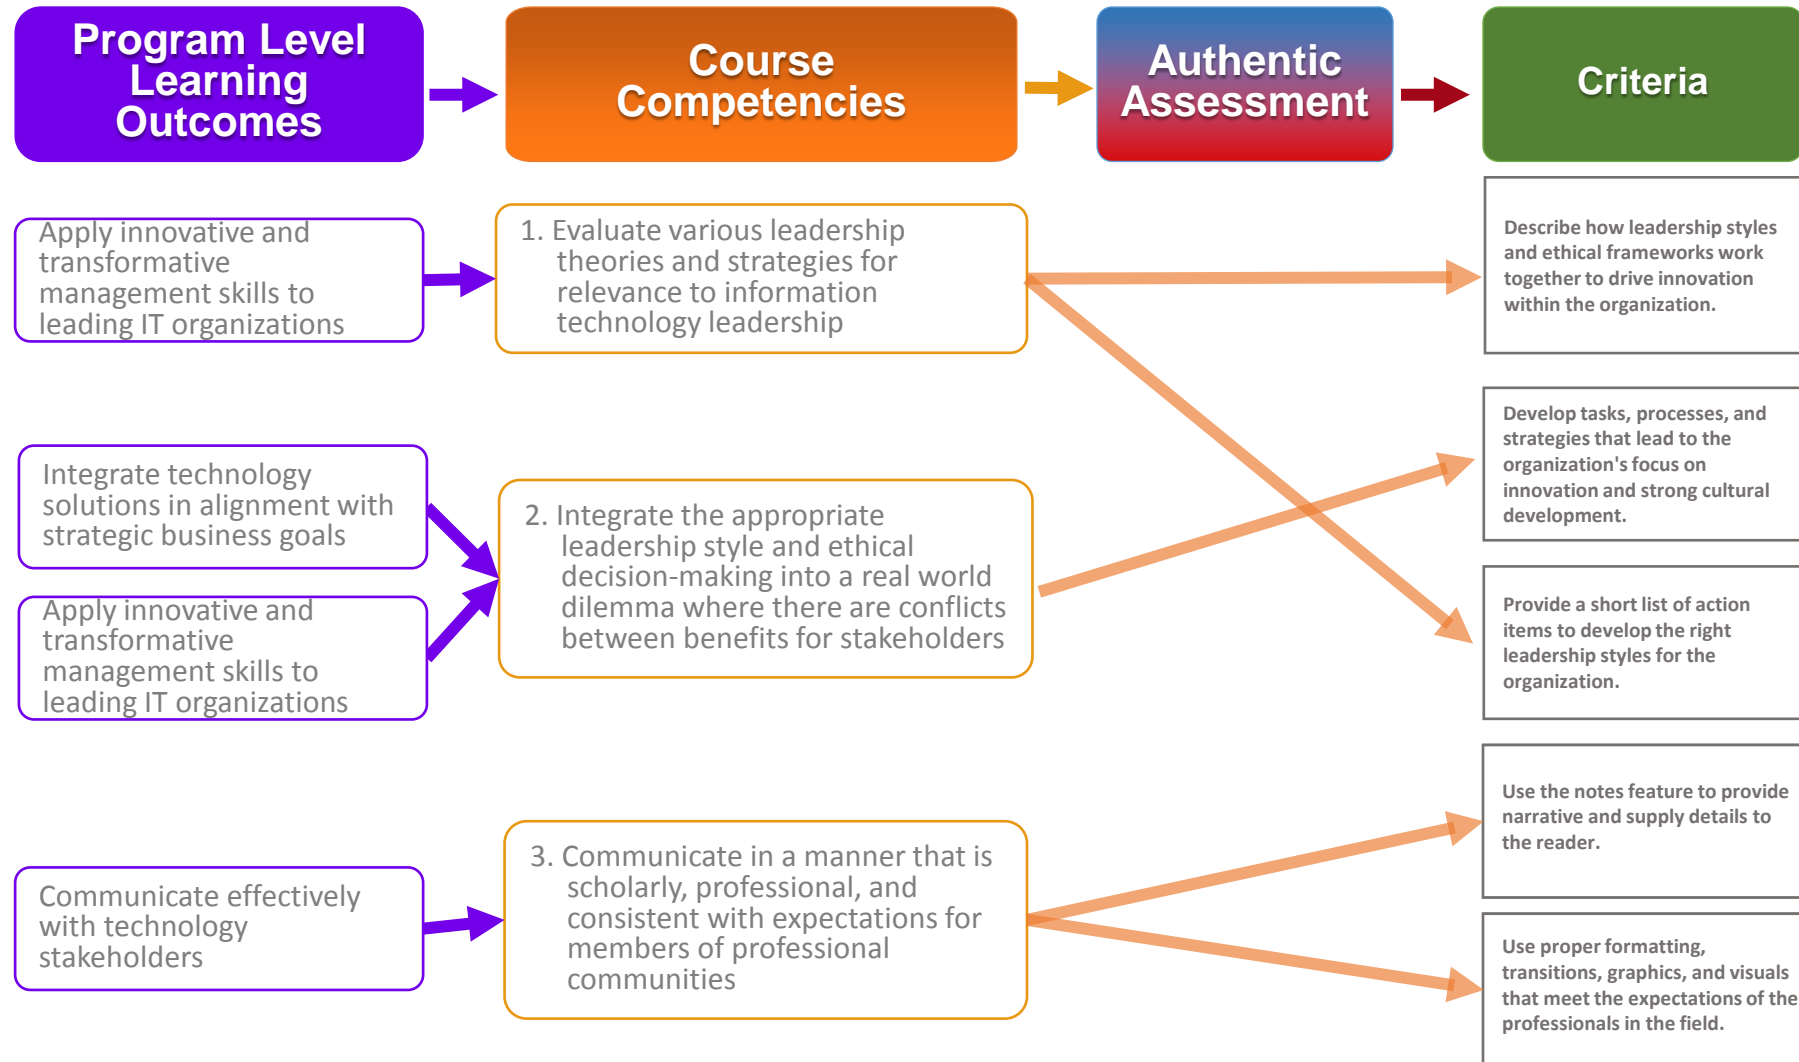 Program Level
Learning
Outcomes
Course
Competencies
Authentic
Assessment
Criteria
Apply innovative and
transformative
management skills to
leading IT organizations
1. Evaluate various leadership
theories and strategies for
relevance to information
technology leadership
Describe how leadership styles
and ethical frameworks work
together to drive innovation
within the organization.
Integrate technology
solutions in alignment with
strategic business goals
Apply innovative and
transformative
management skills to
leading IT organizations
2. Integrate the appropriate
leadership style and ethical
decision-making into a real world
dilemma where there are conflicts
between benefits for stakeholders
Develop tasks, processes, and
strategies that lead to the
organization's focus on
innovation and strong cultural
development.
Provide a short list of action
items to develop the right
leadership styles for the
organization.
Communicate effectively
with technology
stakeholders
3. Communicate in a manner that is
scholarly, professional, and
consistent with expectations for
members of professional
communities
Use the notes feature to provide
narrative and supply details to
the reader.
Use proper formatting,
transitions, graphics, and visuals
that meet the expectations of the
professionals in the field.